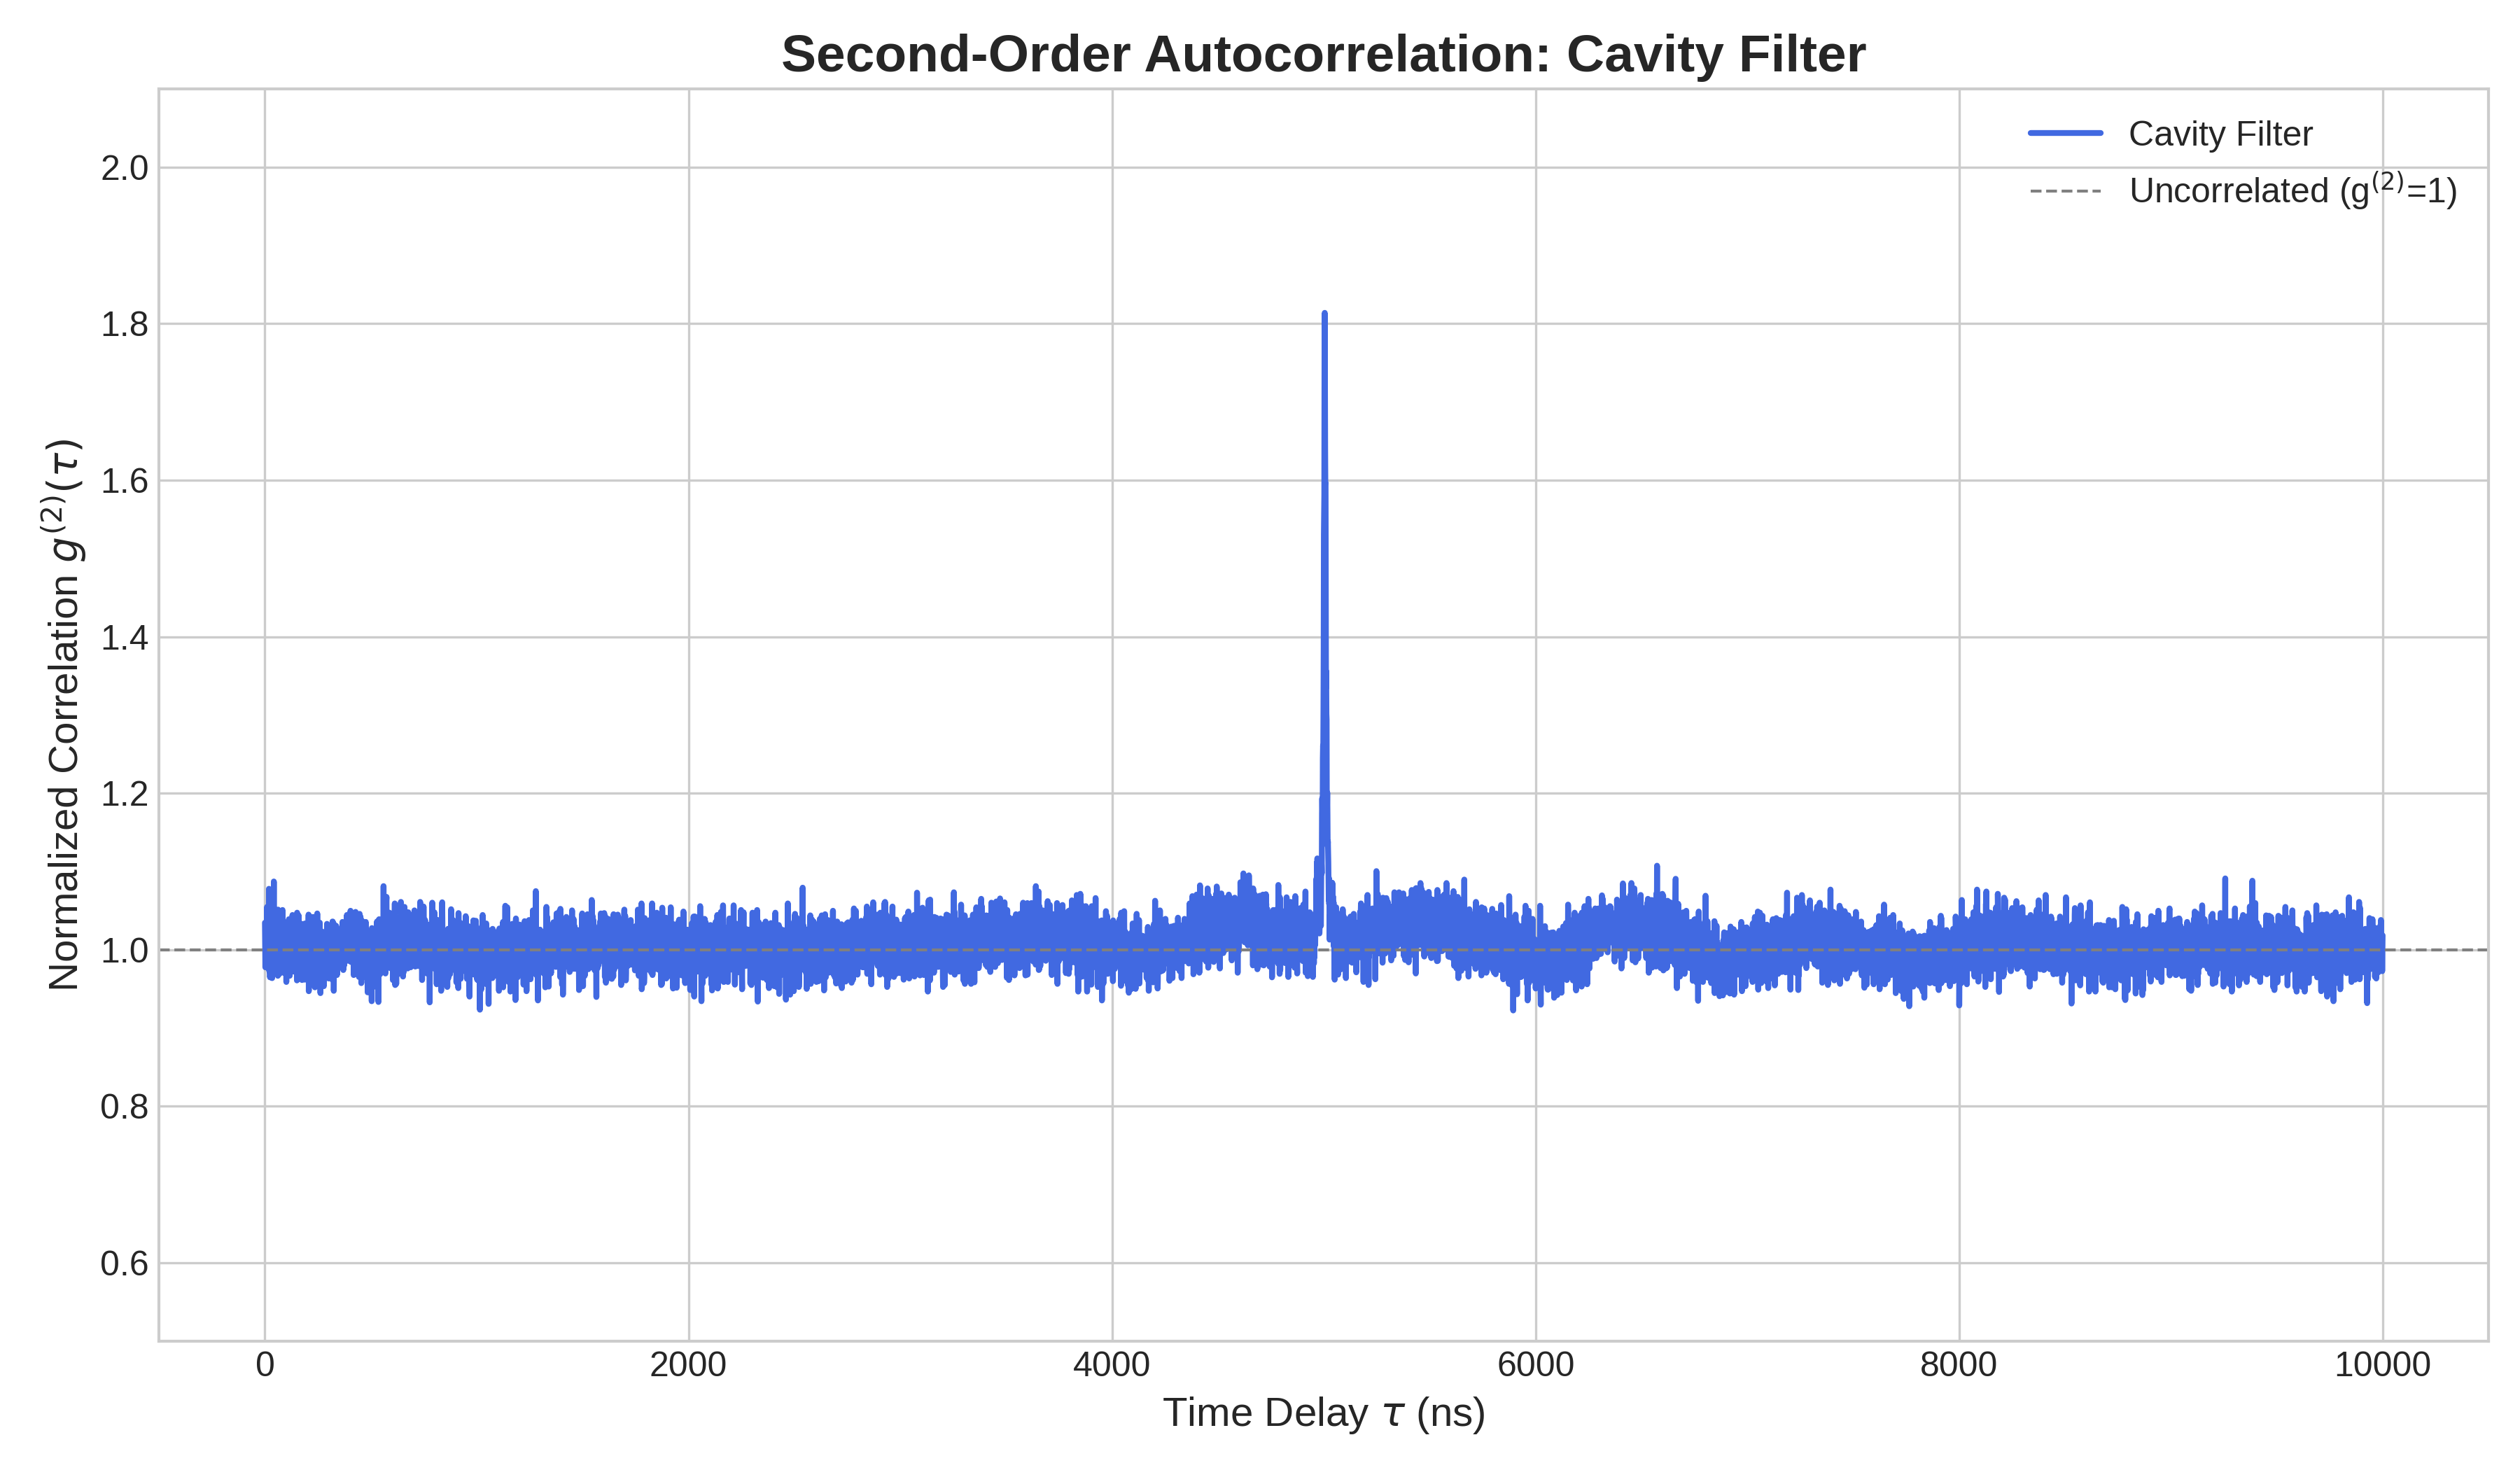 Second-Order Autocorrelation: Cavity Filter
Cavity Filter
Uncorrelated (g⁽²⁾=1)
Normalized Correlation g⁽²⁾(τ)
2.0
1.8
1.6
1.4
1.2
1.0
0.8
0.6
0 2000 4000 6000 8000 10000
Time Delay τ (ns)